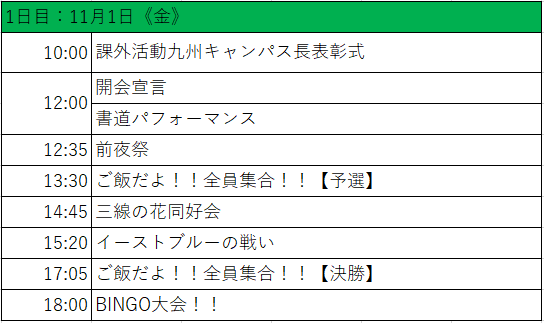 1日目：11月1日《金》
10:00 課外活動九州キャンパス長表彰式
12:00 開会宣言
書道パフォーマンス
12:35 前夜祭
13:30 ご飯だよ！！全員集合！！【予選】
14:45 三線の花同好会
15:20 イーストブルーの戦い
17:05 ご飯だよ！！全員集合！！【決勝】
18:00 BINGO大会！！